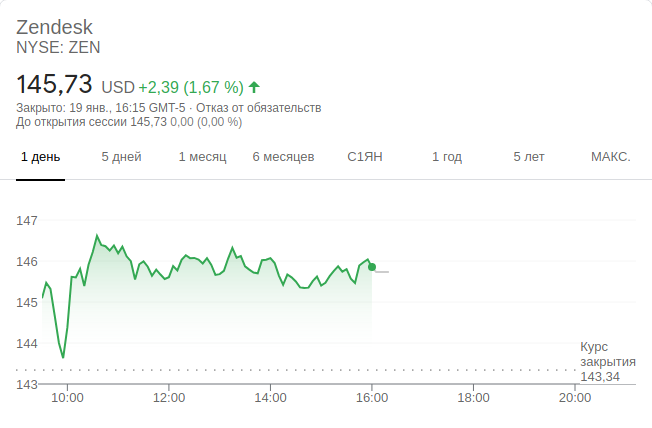 Zendesk
NYSE: ZEN
145,73 USD +2,39 (1,67 %)
Закрыто: 19 янв., 16:15 GMT-5 · Отказ от обязательств
До открытия сессии 145,73 0,00 (0,00 %)
1 день 5 дней 1 месяц 6 месяцев С1ЯН 1 год 5 лет МАКС.
147
146
145
144
Курс
закрытия
143,34
143
10:00 12:00 14:00 16:00 18:00 20:00